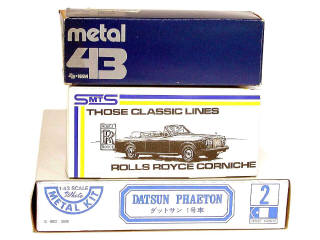 metal
43
SMTS
THOSE CLASSIC LINES
ROLLS ROYCE CORNICHE
1:43 SCALE
White
METAL KIT
DATSUN PHAETON
ダットサン 1号車
2